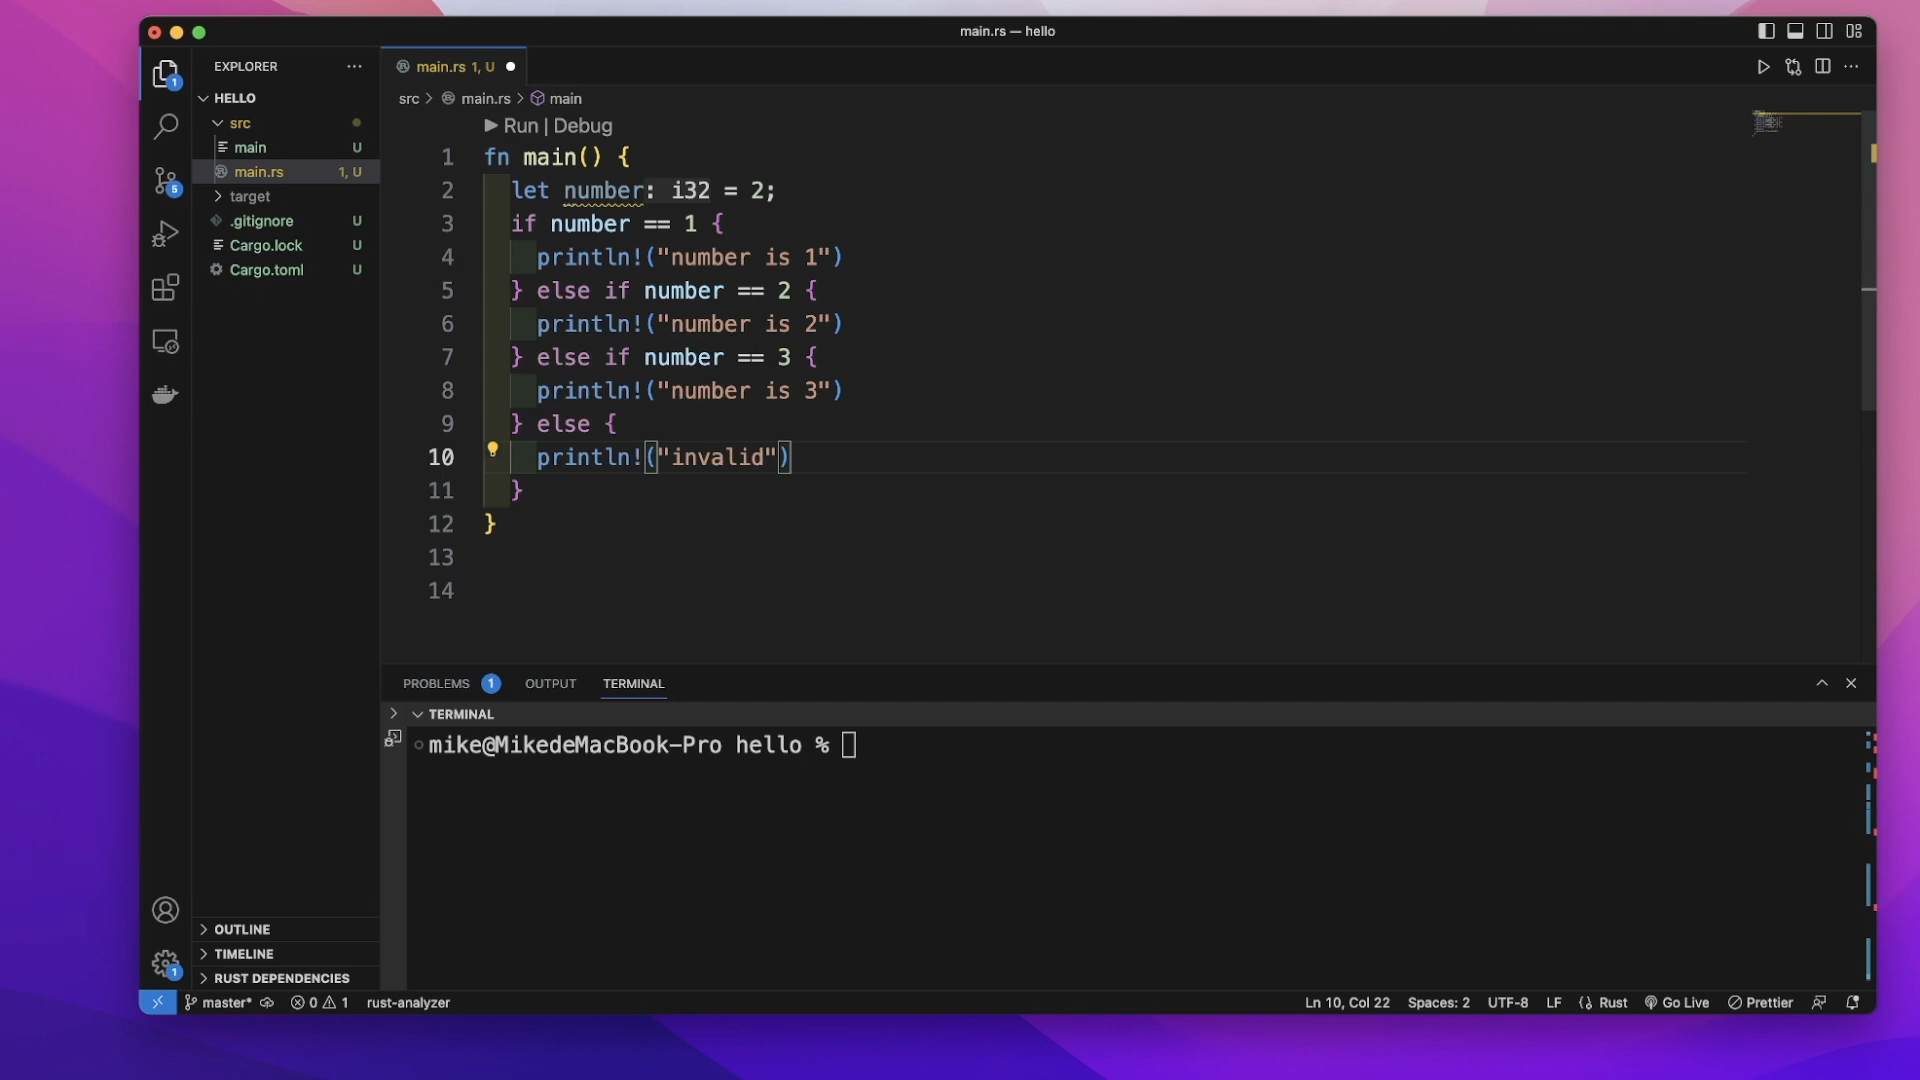 main.rs — hello
EXPLORER
HELLO
src
main U
main.rs 1, U
target
.gitignore U
Cargo.lock U
Cargo.toml U
OUTLINE
TIMELINE
RUST DEPENDENCIES
1
5
1
main.rs 1, U
src > main.rs > main
Run | Debug
1 fn main() {
2 let number: i32 = 2;
3 if number == 1 {
4 println!("number is 1")
5 } else if number == 2 {
6 println!("number is 2")
7 } else if number == 3 {
8 println!("number is 3")
9 } else {
10 println!("invalid")
11 }
12 }
13
14
PROBLEMS 1 OUTPUT TERMINAL
TERMINAL
mike@MikedeMacBook-Pro hello %
master* 0 1 rust-analyzer Ln 10, Col 22 Spaces: 2 UTF-8 LF Rust Go Live Prettier